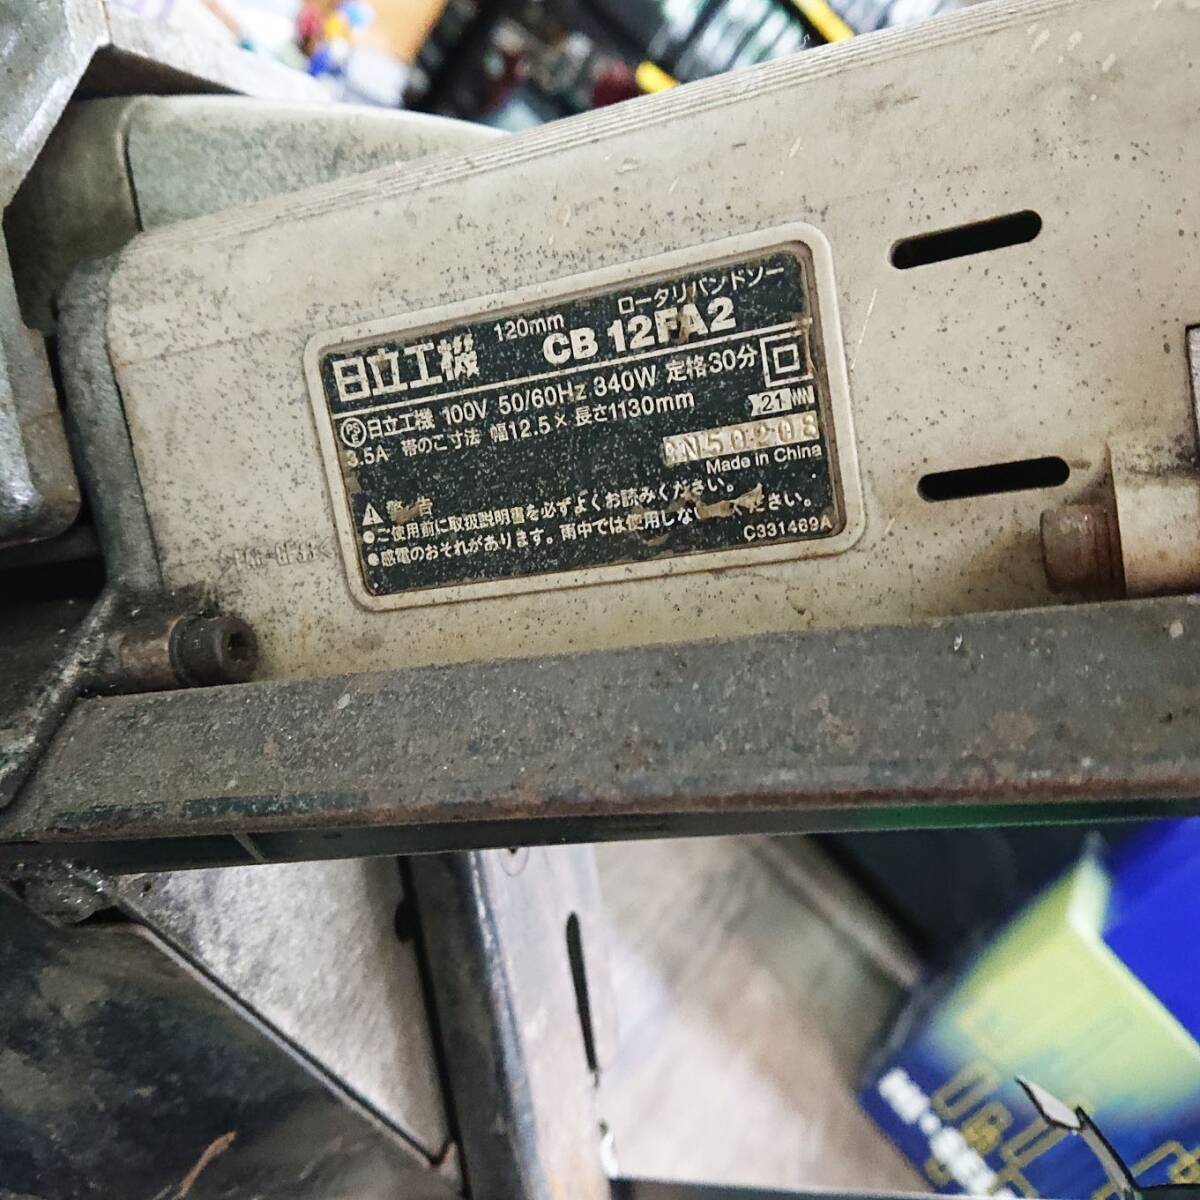 120mm ロータリバンドソー
日立工機 CB 12FA2
PS E 日立工機 100V 50/60Hz 340W 定格30分
3.5A 帯のこ寸法 幅12.5×長さ1130mm 21
N50208
Made in China
警告
●ご使用前に取扱説明書を必ずよくお読みください。
●感電のおそれがあります。雨中では使用しな ください。
C331469A